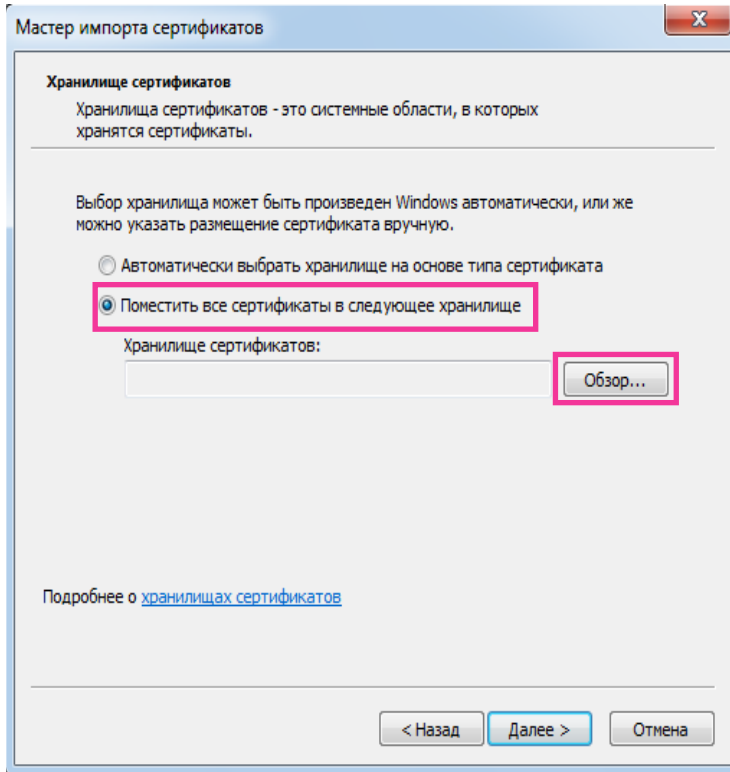 Мастер импорта сертификатов
Хранилище сертификатов
Хранилища сертификатов - это системные области, в которых
хранятся сертификаты.
Выбор хранилища может быть произведен Windows автоматически, или же
можно указать размещение сертификата вручную.
Автоматически выбрать хранилище на основе типа сертификата
Поместить все сертификаты в следующее хранилище
Хранилище сертификатов:
Обзор...
Подробнее о хранилищах сертификатов
< Назад Далее > Отмена